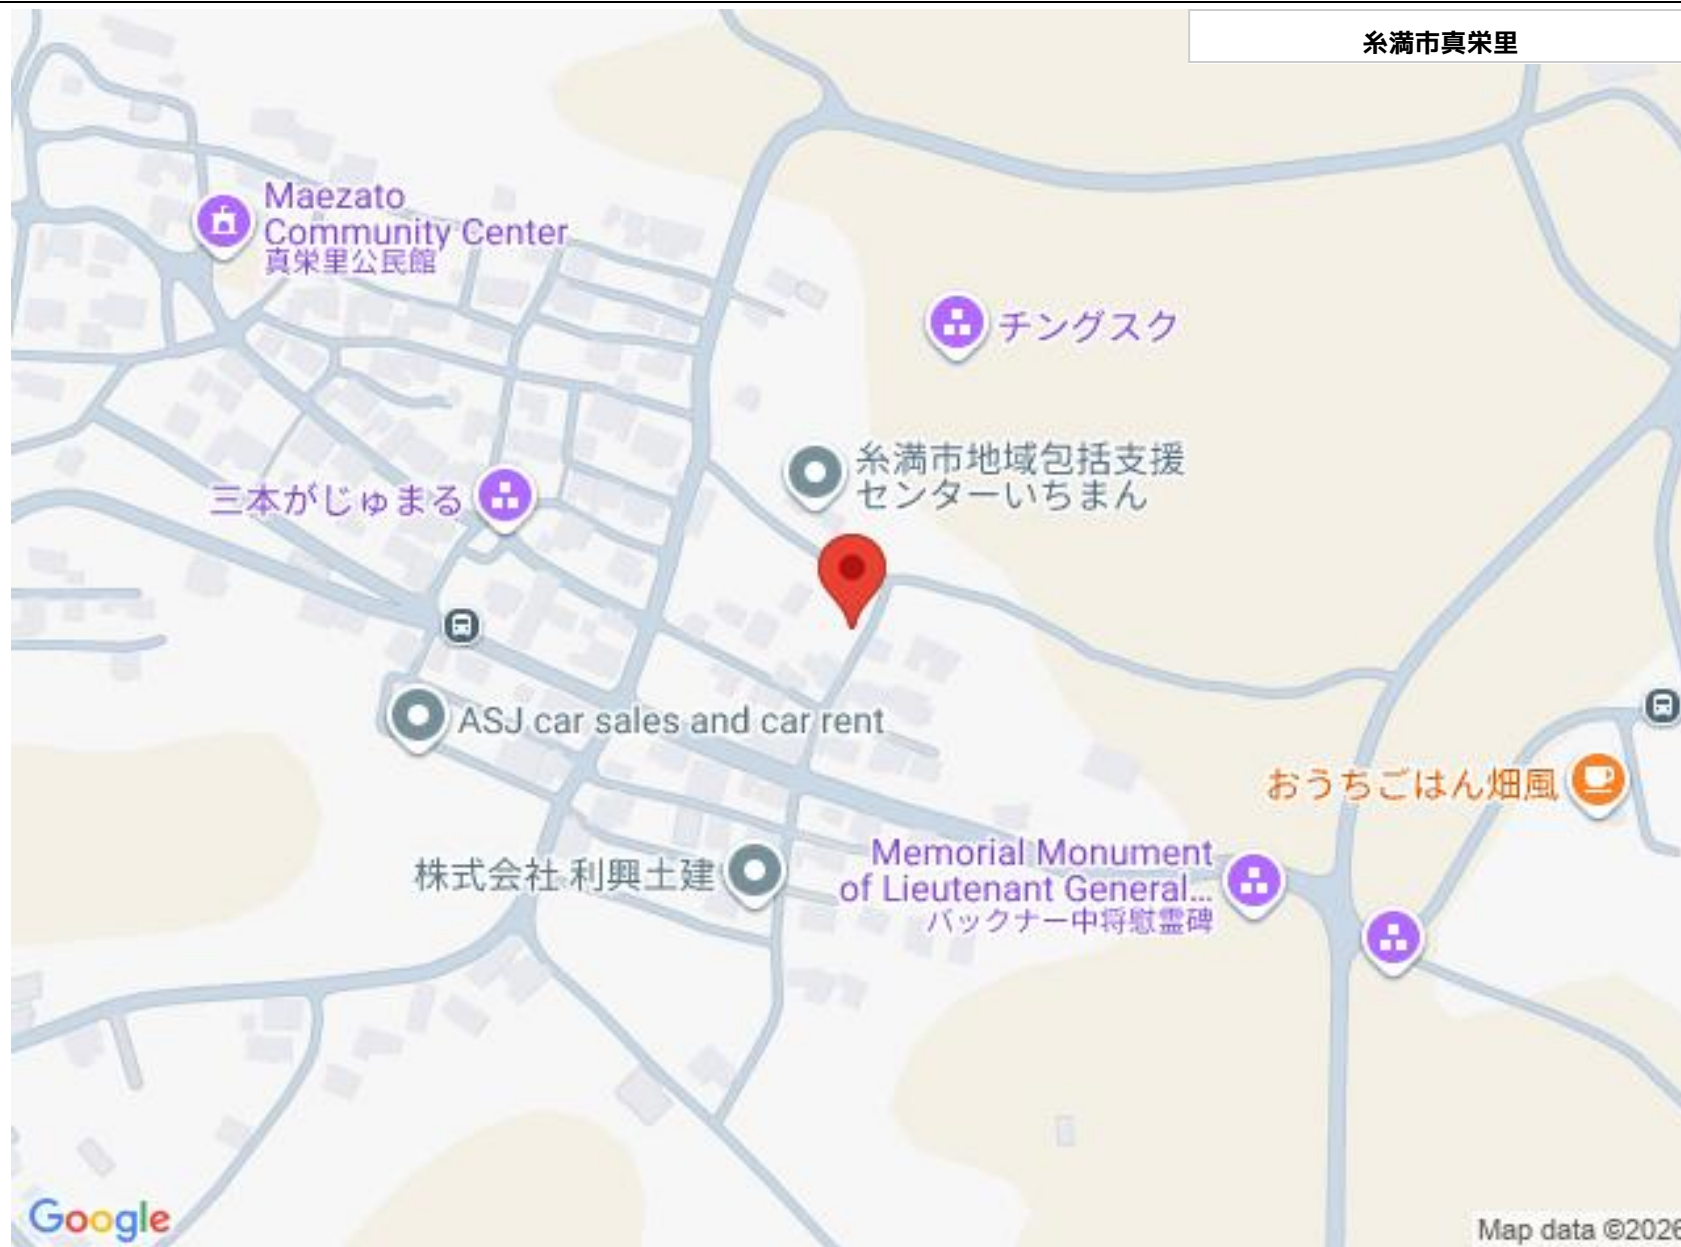 糸満市真栄里
Maezato
Community Center
真栄里公民館
チングスク
糸満市地域包括支援
センターいちまん
三本がじゅまる
ASJ car sales and car rent
おうちごはん畑風
Memorial Monument
of Lieutenant General...
バックナー中将慰霊碑
株式会社 利興土建
Google
Map data ©2026